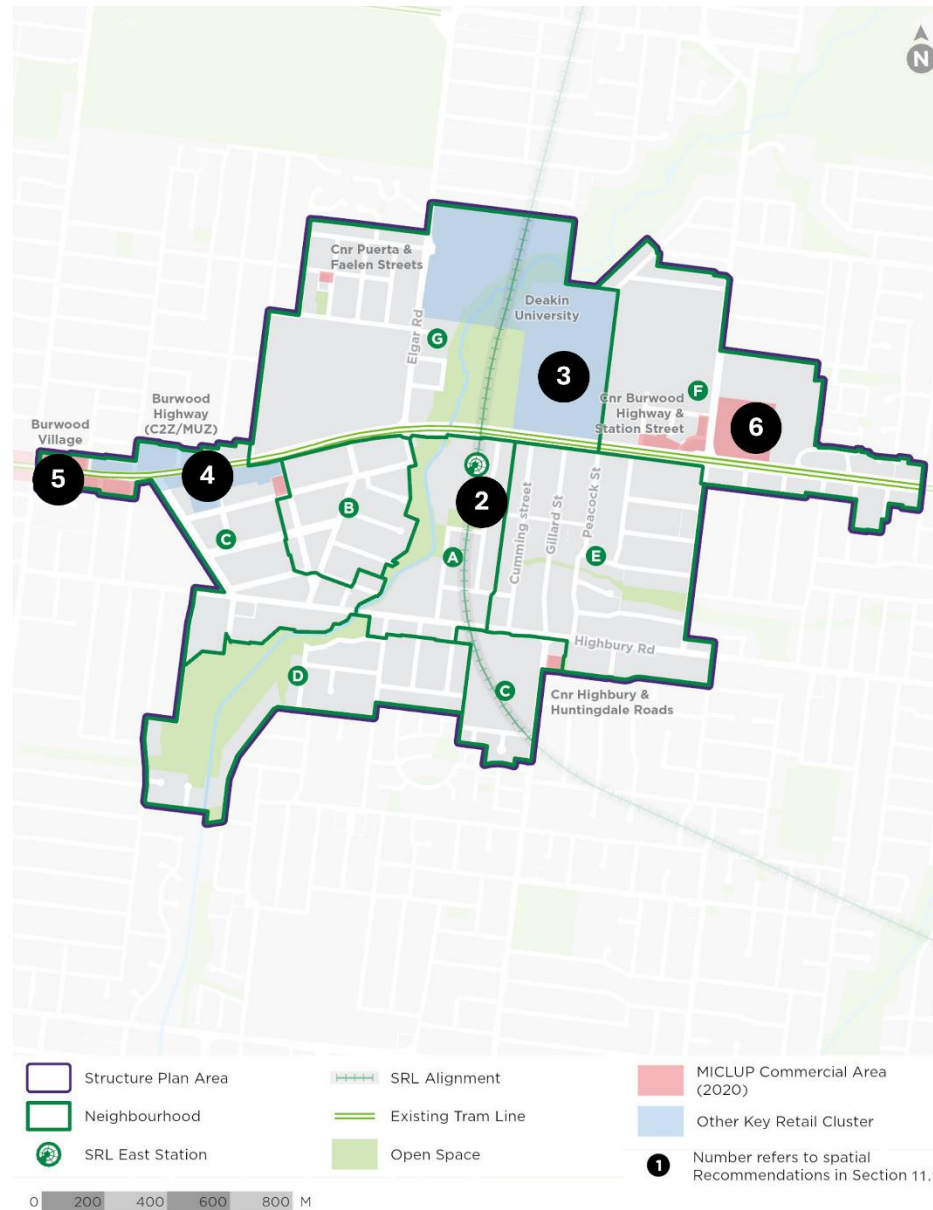 N
Cnr Puerta &
Faelen Streets
Deakin
University
Elgar Rd
G
3
F
Cnr Burwood
Highway &
Station Street
6
Burwood
Highway
(C2Z/MUZ)
Burwood
Village
5
4
2
B
C
A
Cumming street
Gillard St
Peacock St
E
Highbury Rd
D
C
Cnr Highbury &
Huntingdale Roads
Structure Plan Area
Neighbourhood
SRL East Station
SRL Alignment
Existing Tram Line
Open Space
MICLUP Commercial Area
(2020)
Other Key Retail Cluster
1
Number refers to spatial
Recommendations in Section 11.
0 200 400 600 800 M